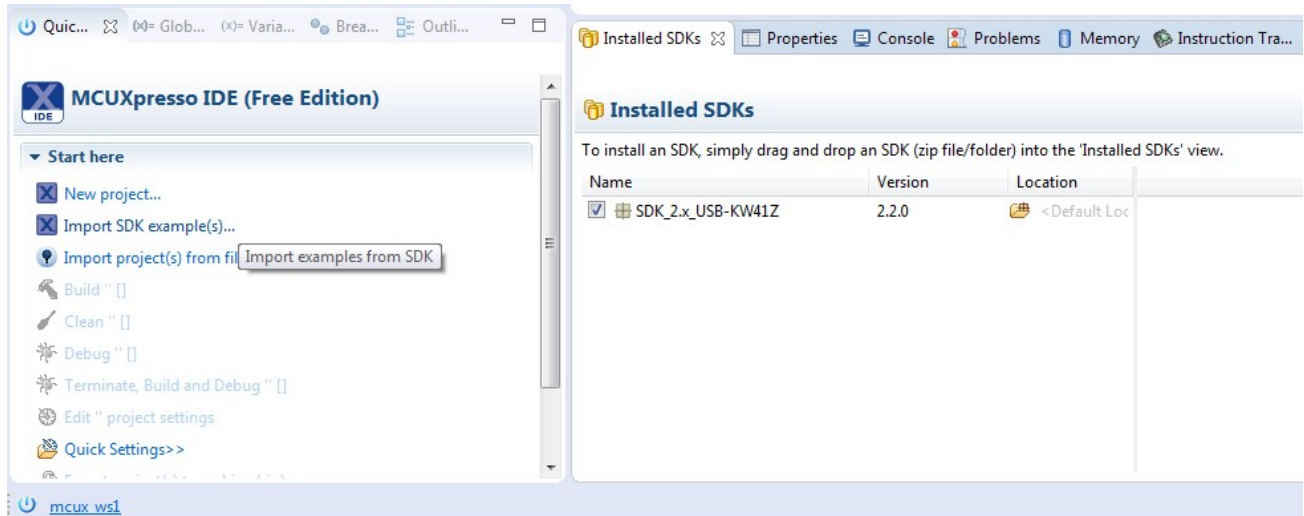 Quic... (x)= Glob... (x)= Varia... Brea... Outli...
MCUXpresso IDE (Free Edition)
IDE
Start here
New project...
Import SDK example(s)...
Import project(s) from fil
Import examples from SDK
Build '' []
Clean '' []
Debug '' []
Terminate, Build and Debug '' []
Edit '' project settings
Quick Settings>>
mcux_ws1
Installed SDKs Properties Console Problems Memory Instruction Tra...
Installed SDKs
To install an SDK, simply drag and drop an SDK (zip file/folder) into the 'Installed SDKs' view.
Name Version Location
SDK_2.x_USB-KW41Z 2.2.0 <Default Loc